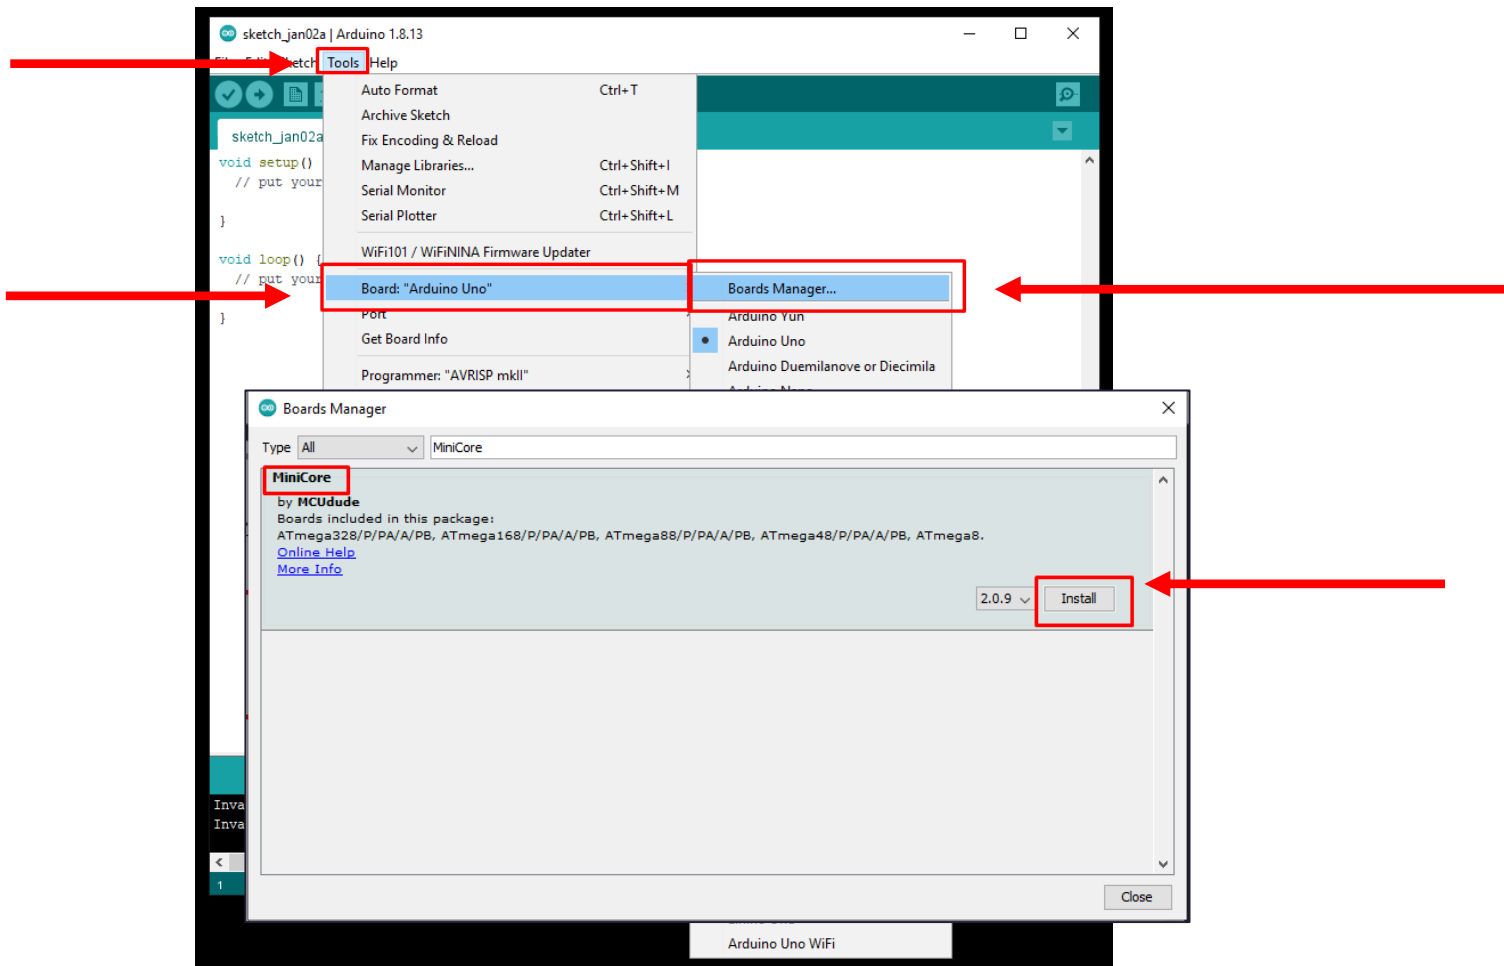 sketch_jan02a | Arduino 1.8.13
Tools Help
Auto Format Ctrl+T
Archive Sketch
Fix Encoding & Reload
Manage Libraries... Ctrl+Shift+I
Serial Monitor Ctrl+Shift+M
Serial Plotter Ctrl+Shift+L
WiFi101 / WiFiNINA Firmware Updater
Board: "Arduino Uno"
Port
Get Board Info
Programmer: "AVRISP mkII"
sketch_jan02a
void setup()
// put your
}
void loop() {
// put your
}
Boards Manager...
Arduino Yún
Arduino Uno
Arduino Duemilanove or Diecimila
Boards Manager
Type All MiniCore
MiniCore
by MCUdude
Boards included in this package:
ATmega328/P/PA/A/PB, ATmega168/P/PA/A/PB, ATmega88/P/PA/A/PB, ATmega48/P/PA/A/PB, ATmega8.
Online Help
More Info
2.0.9 Install
Inva
Inva
1
Close
Arduino Uno WiFi